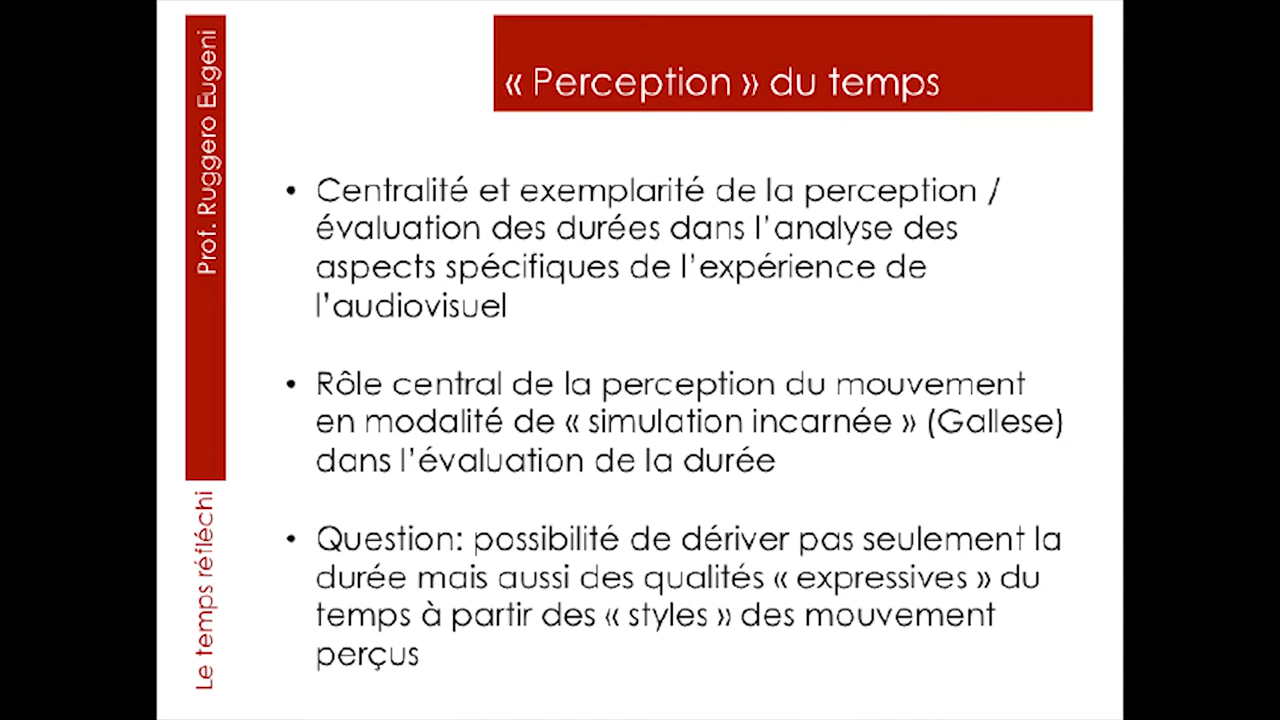 Prof. Ruggero Eugeni
Le temps réfléchi
« Perception » du temps
• Centralité et exemplarité de la perception /
évaluation des durées dans l’analyse des
aspects spécifiques de l’expérience de
l’audiovisuel
• Rôle central de la perception du mouvement
en modalité de « simulation incarnée » (Gallese)
dans l’évaluation de la durée
• Question: possibilité de dériver pas seulement la
durée mais aussi des qualités « expressives » du
temps à partir des « styles » des mouvement
perçus